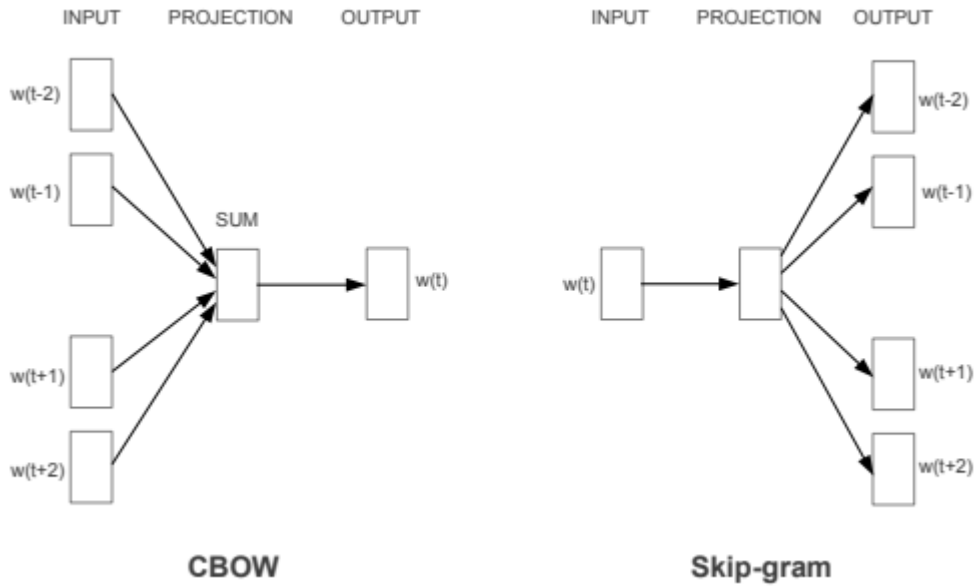 INPUT PROJECTION OUTPUT
w(t-2)
w(t-1)
SUM
w(t)
w(t+1)
w(t+2)
CBOW
INPUT PROJECTION OUTPUT
w(t-2)
w(t-1)
w(t)
w(t+1)
w(t+2)
Skip-gram